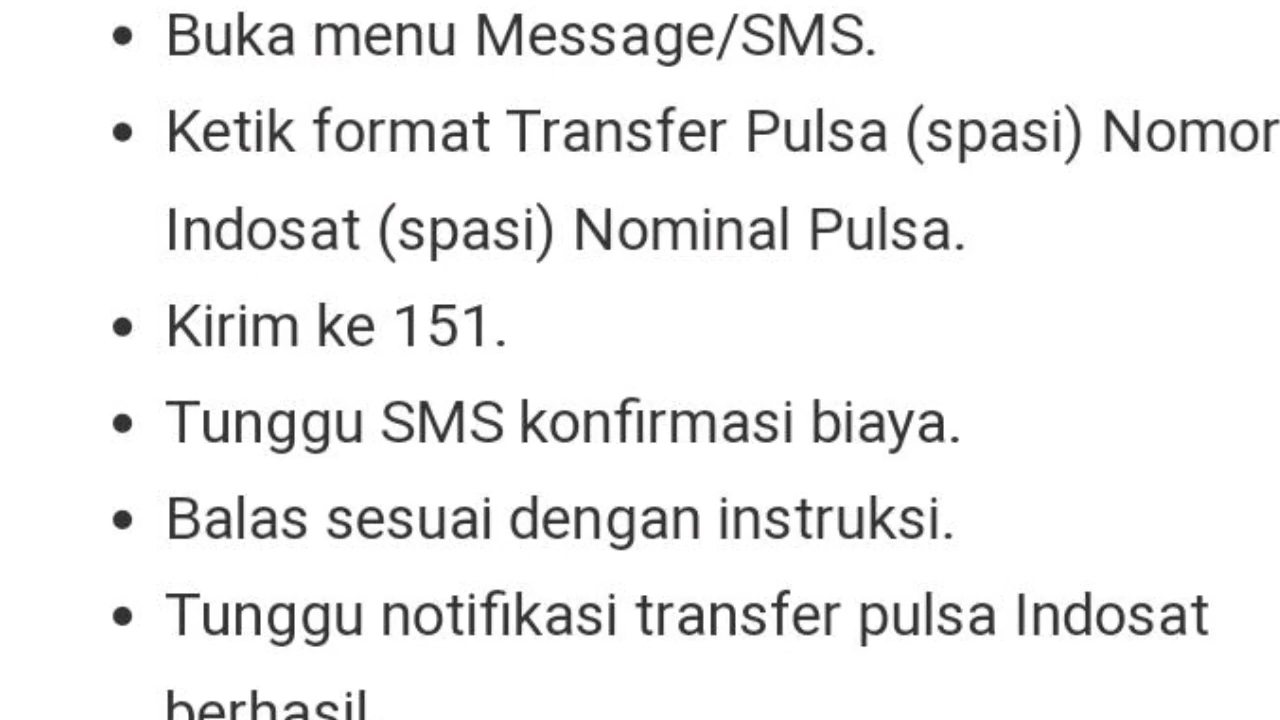 • Buka menu Message/SMS.
• Ketik format Transfer Pulsa (spasi) Nomor
Indosat (spasi) Nominal Pulsa.
• Kirim ke 151.
• Tunggu SMS konfirmasi biaya.
• Balas sesuai dengan instruksi.
• Tunggu notifikasi transfer pulsa Indosat
berhasil.